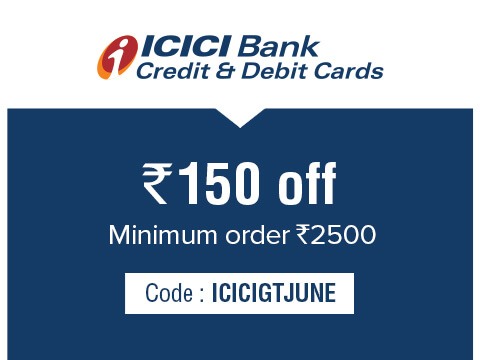 ICICI Bank
Credit & Debit Cards
₹150 off
Minimum order ₹2500
Code : ICICIGTJUNE